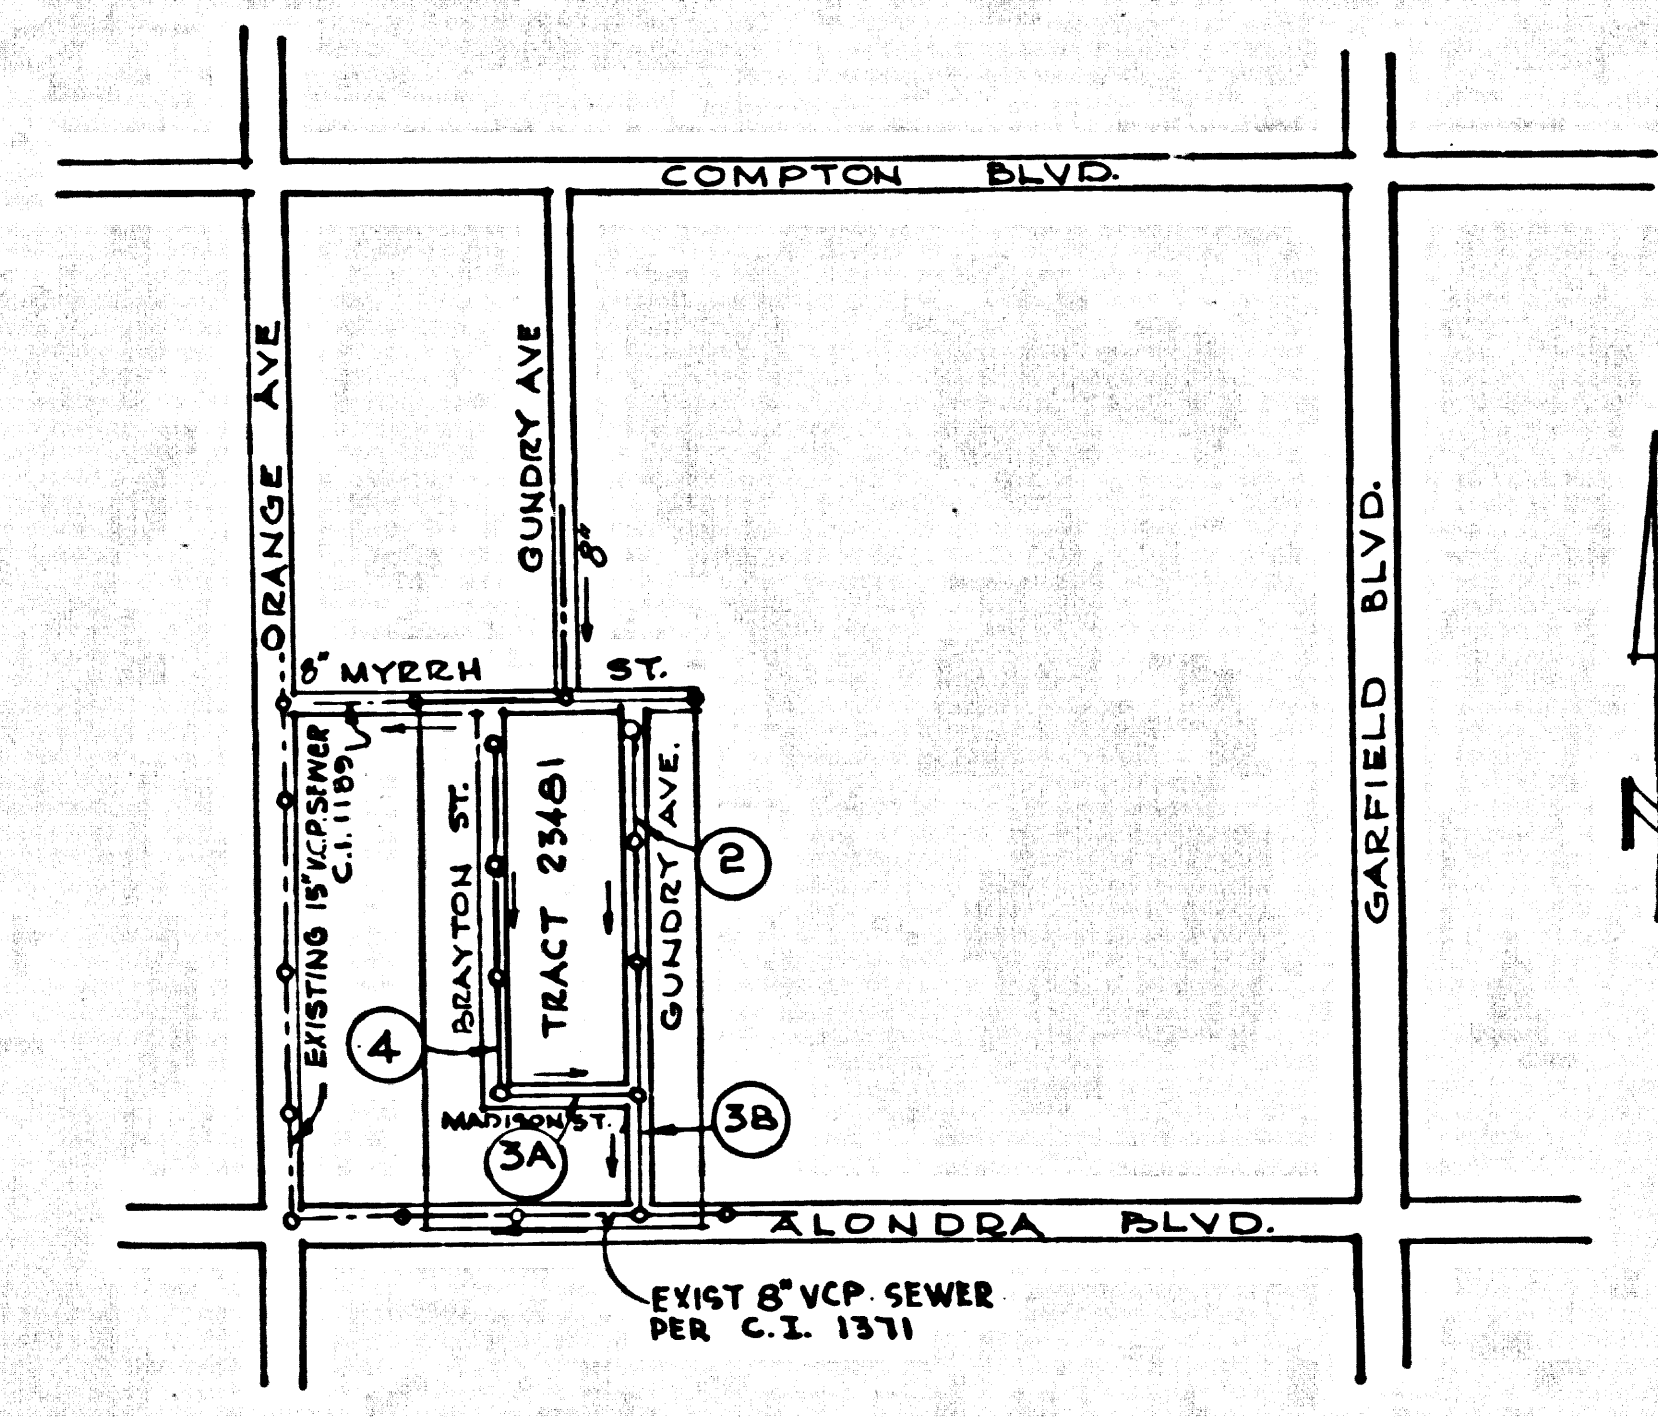 COMPTON BLVD.
ORANGE AVE
GUNDRY AVE
8"
GARFIELD BLVD.
8" MYRRH ST.
EXISTING 15" V.C.P. SEWER
C.I. 1189
BRAYTON ST.
TRACT 23481
GUNDRY AVE.
2
4
N
MADISON ST.
3A
3B
ALONDRA BLVD.
EXIST 8" VCP. SEWER
PER C.I. 1371